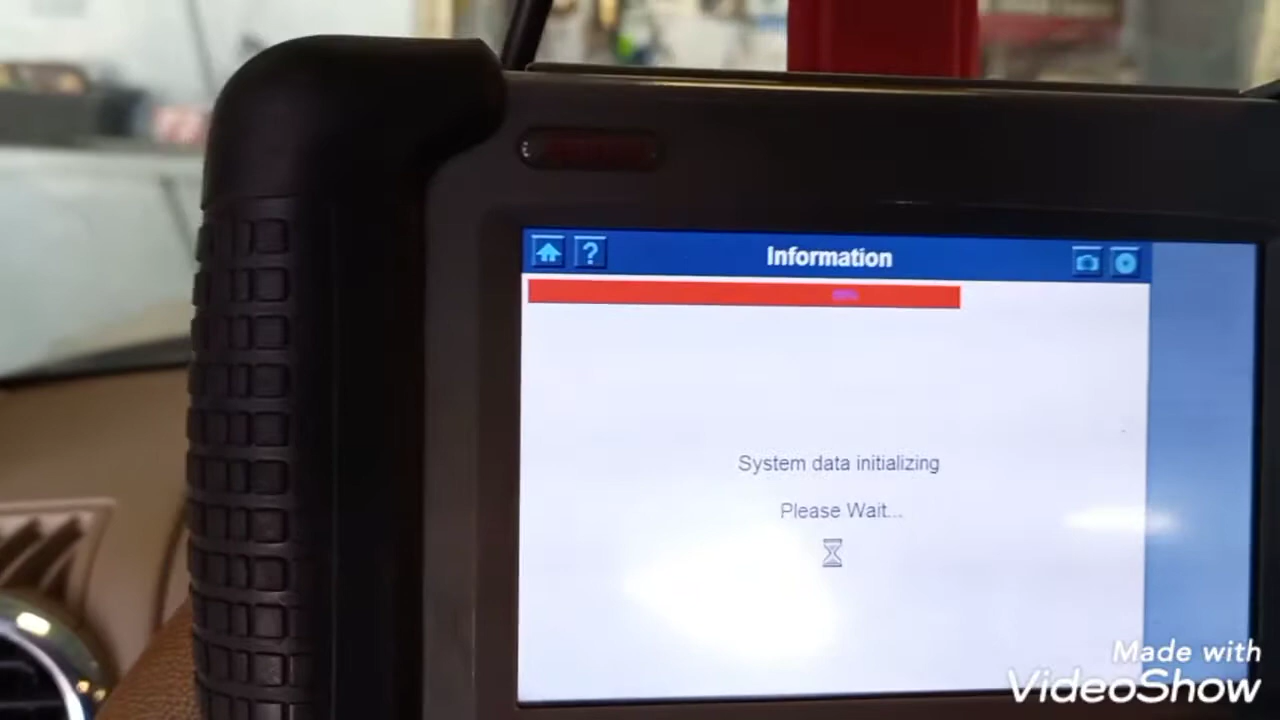 ?
Information
System data initializing
Please Wait...
Made with
VideoShow